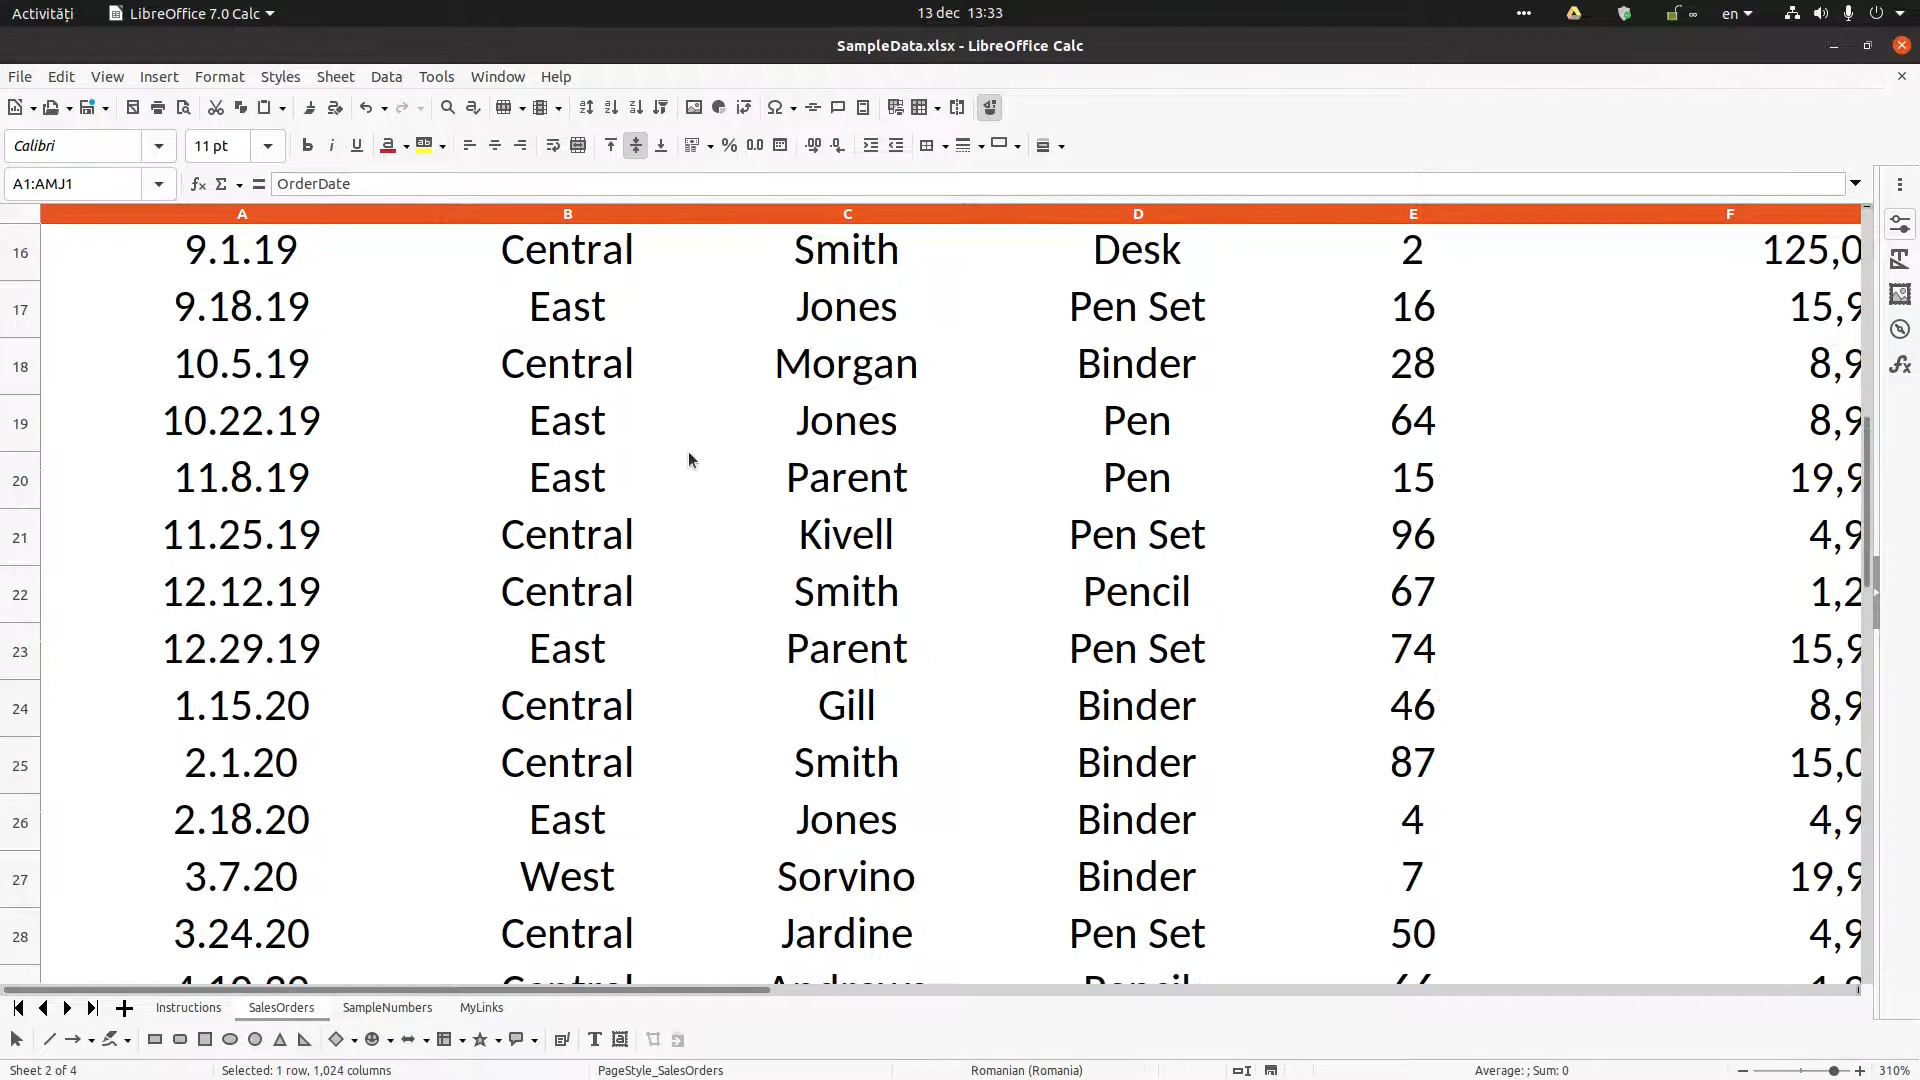 Activități LibreOffice 7.0 Calc 13 dec 13:33 en
SampleData.xlsx - LibreOffice Calc
File Edit View Insert Format Styles Sheet Data Tools Window Help
Calibri 11 pt
A1:AMJ1 OrderDate
A B C D E F
16 9.1.19 Central Smith Desk 2 125,0
17 9.18.19 East Jones Pen Set 16 15,9
18 10.5.19 Central Morgan Binder 28 8,9
19 10.22.19 East Jones Pen 64 8,9
20 11.8.19 East Parent Pen 15 19,9
21 11.25.19 Central Kivell Pen Set 96 4,9
22 12.12.19 Central Smith Pencil 67 1,2
23 12.29.19 East Parent Pen Set 74 15,9
24 1.15.20 Central Gill Binder 46 8,9
25 2.1.20 Central Smith Binder 87 15,0
26 2.18.20 East Jones Binder 4 4,9
27 3.7.20 West Sorvino Binder 7 19,9
28 3.24.20 Central Jardine Pen Set 50 4,9
Instructions SalesOrders SampleNumbers MyLinks
Sheet 2 of 4 Selected: 1 row, 1,024 columns PageStyle_SalesOrders Romanian (Romania) Average: ; Sum: 0 310%